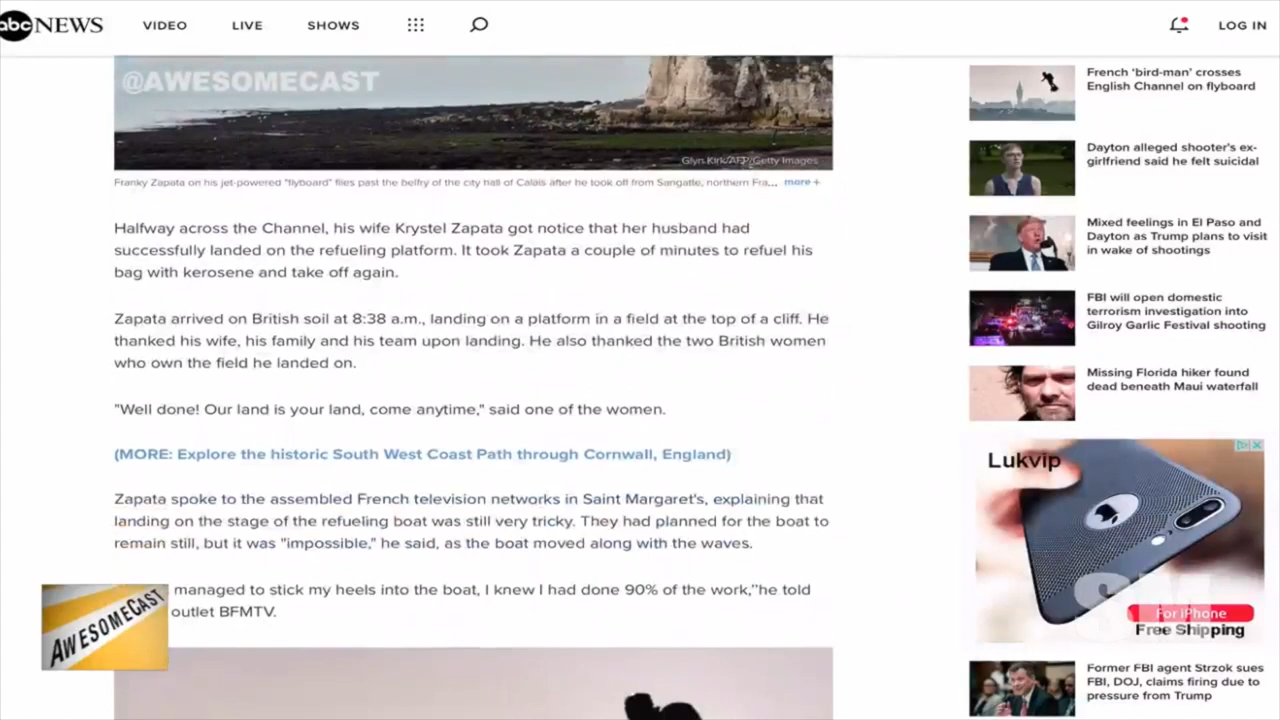 abc NEWS
VIDEO
LIVE
SHOWS
LOG IN
@AWESOMECAST
Glyn Kirk/AFP/Getty Images
Franky Zapata on his jet-powered "flyboard" flies past the belfry of the city hall of Calais after he took off from Sangatte, northern Fra... more +
Halfway across the Channel, his wife Krystel Zapata got notice that her husband had
successfully landed on the refueling platform. It took Zapata a couple of minutes to refuel his
bag with kerosene and take off again.
Zapata arrived on British soil at 8:38 a.m., landing on a platform in a field at the top of a cliff. He
thanked his wife, his family and his team upon landing. He also thanked the two British women
who own the field he landed on.
"Well done! Our land is your land, come anytime," said one of the women.
(MORE: Explore the historic South West Coast Path through Cornwall, England)
Zapata spoke to the assembled French television networks in Saint Margaret's, explaining that
landing on the stage of the refueling boat was still very tricky. They had planned for the boat to
remain still, but it was "impossible," he said, as the boat moved along with the waves.
managed to stick my heels into the boat, I knew I had done 90% of the work,"he told
outlet BFMTV.
AWESOMECAST
French 'bird-man' crosses
English Channel on flyboard
Dayton alleged shooter's ex-
girlfriend said he felt suicidal
Mixed feelings in El Paso and
Dayton as Trump plans to visit
in wake of shootings
FBI will open domestic
terrorism investigation into
Gilroy Garlic Festival shooting
Missing Florida hiker found
dead beneath Maui waterfall
Lukvip
SM
For iPhone
Free Shipping
Former FBI agent Strzok sues
FBI, DOJ, claims firing due to
pressure from Trump